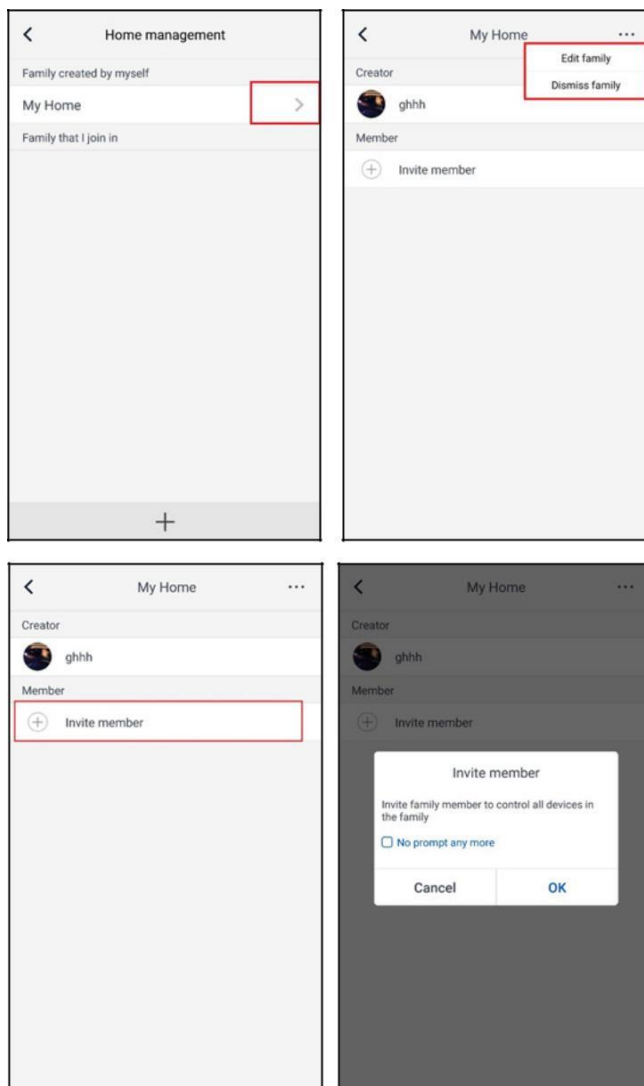 Home management
Family created by myself
My Home
Family that I join in
My Home
Edit family
Dismiss family
Creator
ghhh
Member
Invite member
My Home
Creator
ghhh
Member
Invite member
My Home
Creator
ghhh
Member
Invite member
Invite member
Invite family member to control all devices in
the family
No prompt any more
Cancel OK